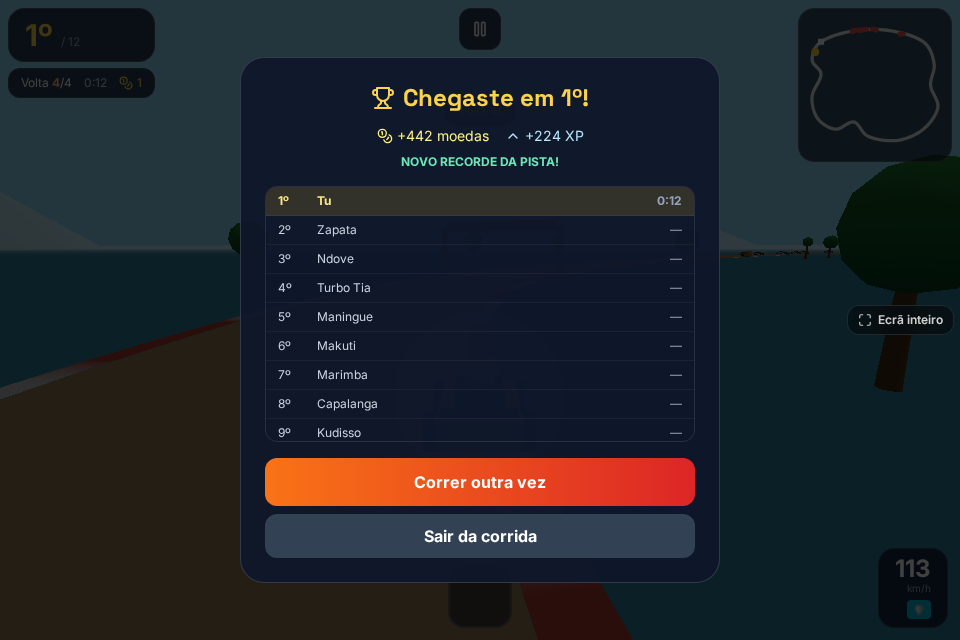 1º / 12
Volta 4/4 0:12 1
Chegaste em 1º!
+442 moedas +224 XP
NOVO RECORDE DA PISTA!
1º Tu 0:12
2º Zapata —
3º Ndove —
4º Turbo Tia —
5º Maningue —
6º Makuti —
7º Marimba —
8º Capalanga —
9º Kudisso —
Ecrã inteiro
Correr outra vez
Sair da corrida
113
km/h